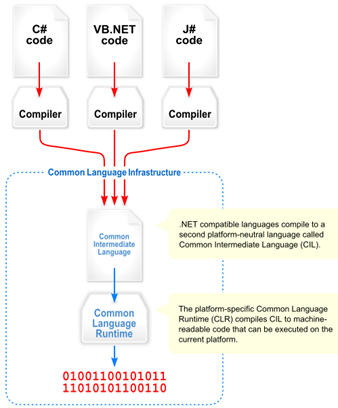 C#
code
VB.NET
code
J#
code
Compiler
Compiler
Compiler
Common Language Infrastructure
Common
Intermediate
Language
.NET compatible languages compile to a
second platform-neutral language called
Common Intermediate Language (CIL).
Common
Language
Runtime
The platform-specific Common Language
Runtime (CLR) compiles CIL to machine-
readable code that can be executed on the
current platform.
01001100101011
11010101100110